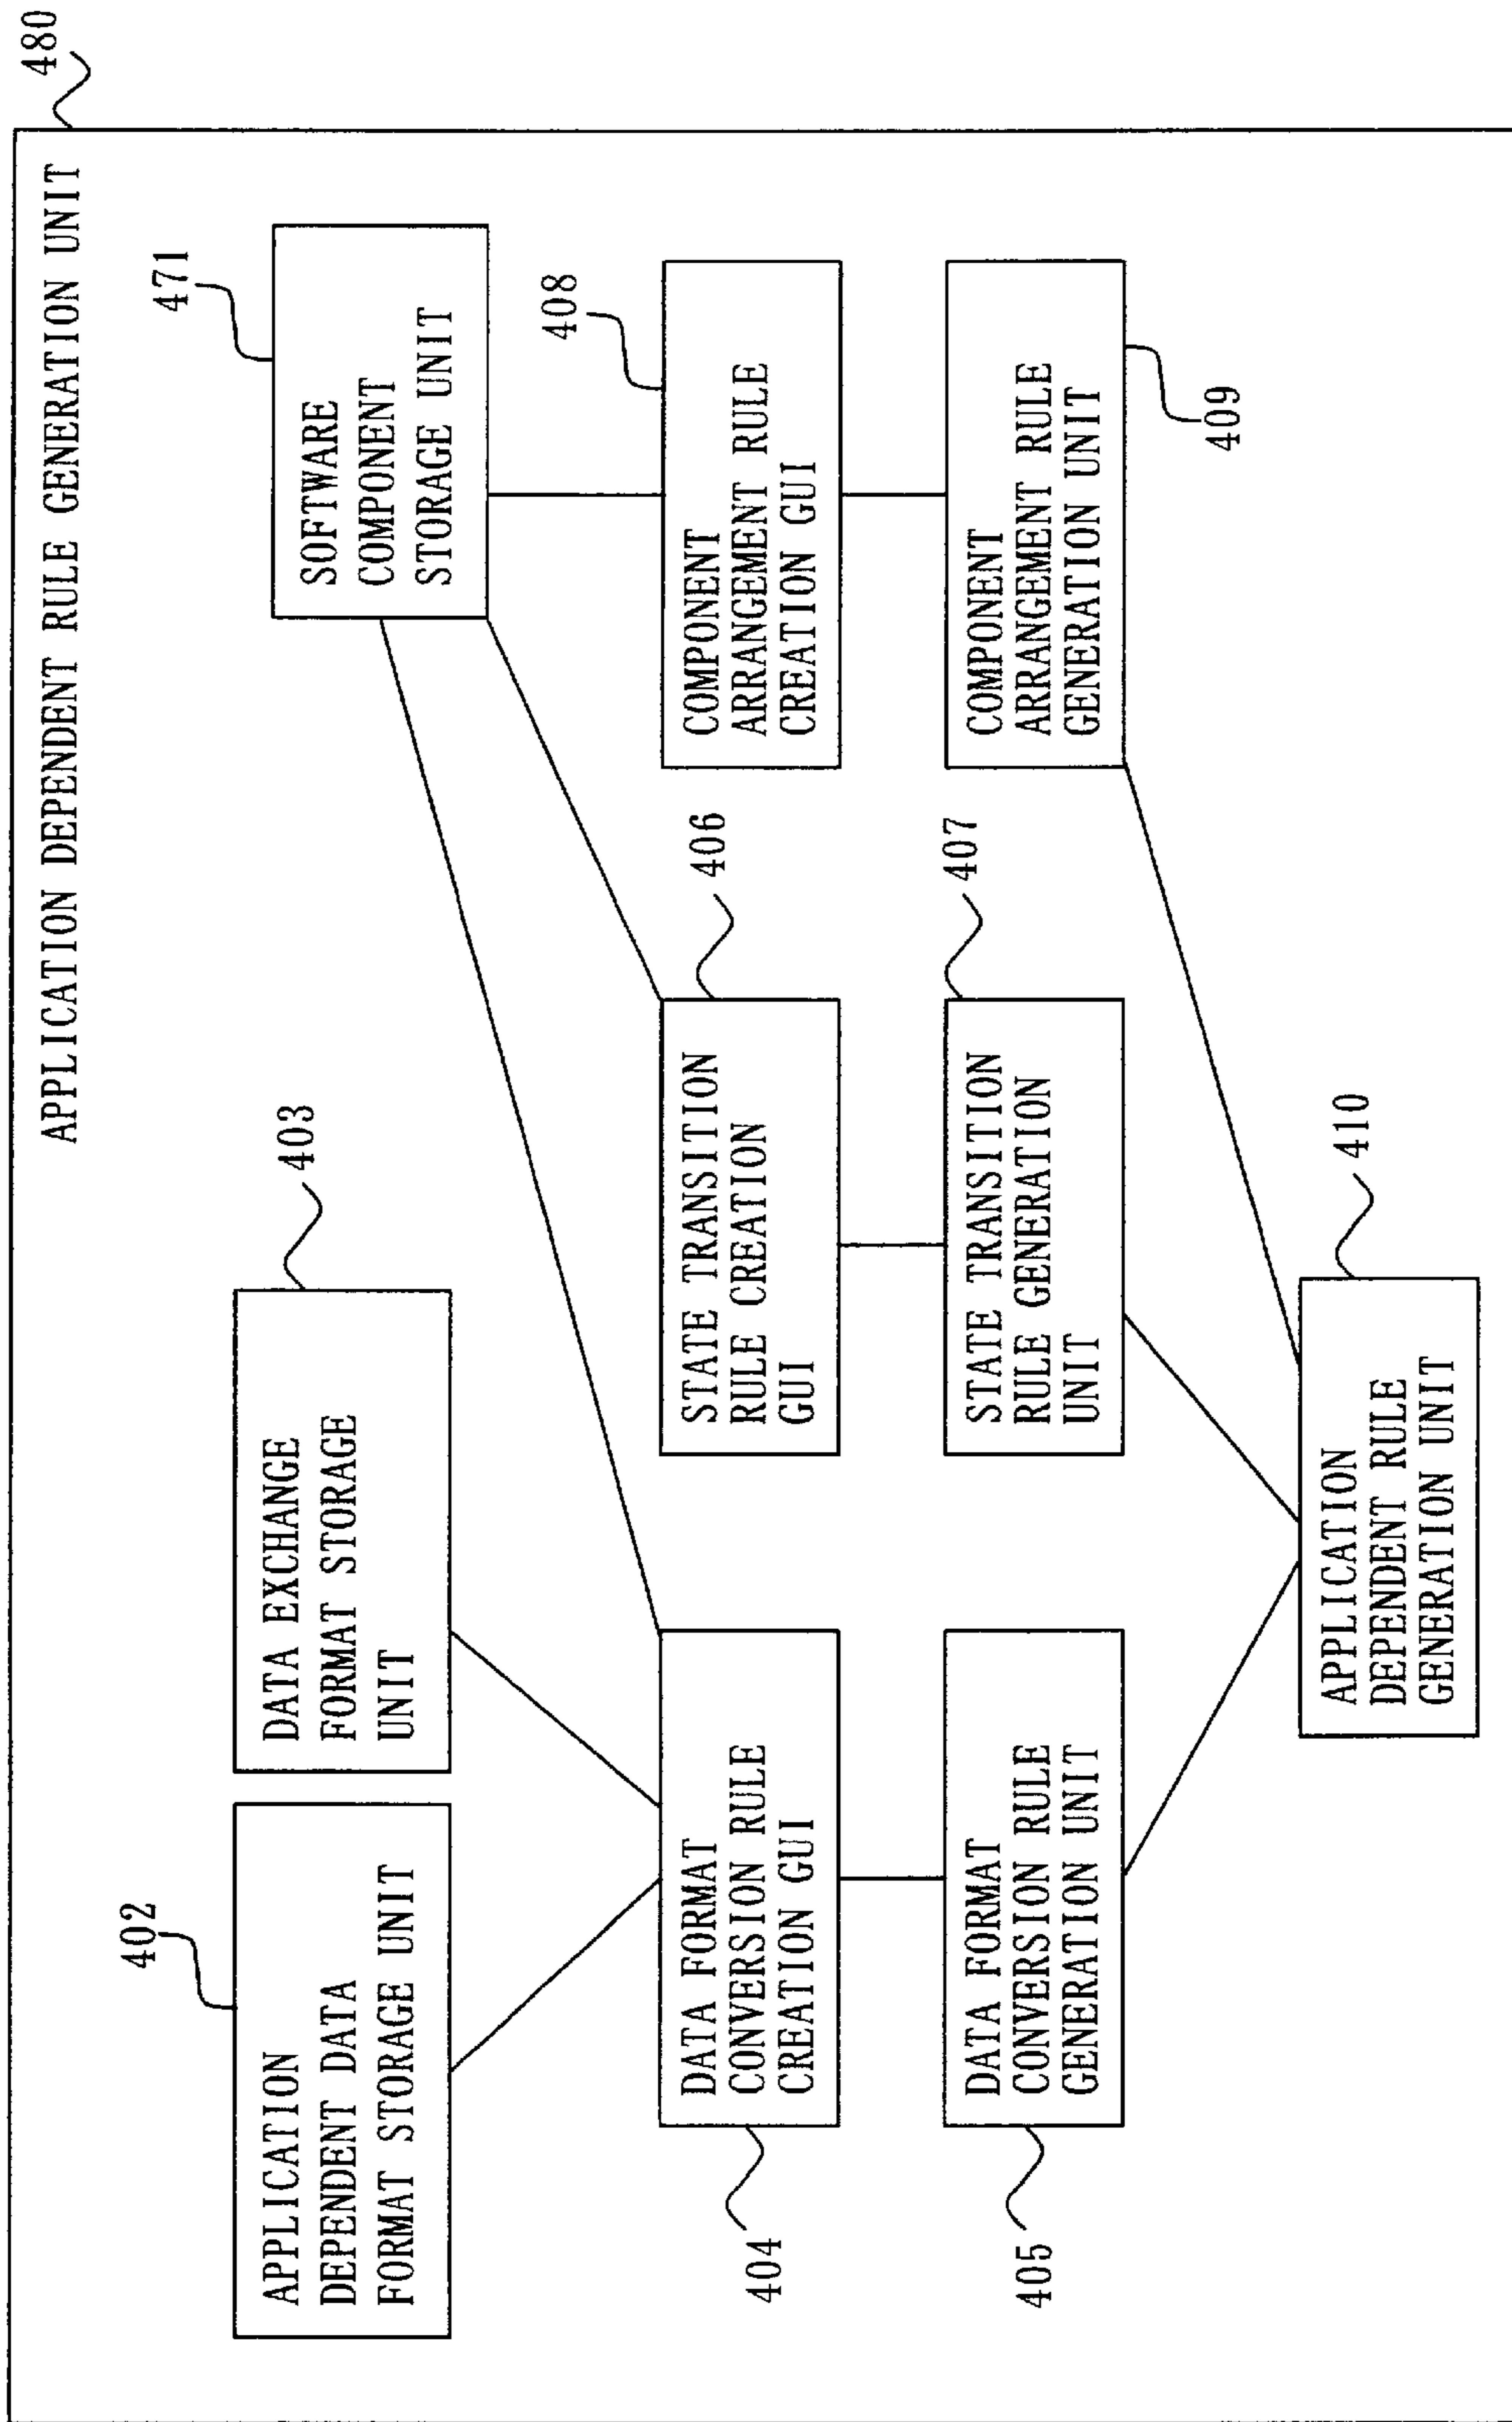 480
APPLICATION DEPENDENT RULE GENERATION UNIT
402
APPLICATION
DEPENDENT DATA
FORMAT STORAGE UNIT
403
DATA EXCHANGE
FORMAT STORAGE
UNIT
471
SOFTWARE
COMPONENT
STORAGE UNIT
404
DATA FORMAT
CONVERSION RULE
CREATION GUI
406
STATE TRANSITION
RULE CREATION
GUI
408
COMPONENT
ARRANGEMENT RULE
CREATION GUI
405
DATA FORMAT
CONVERSION RULE
GENERATION UNIT
407
STATE TRANSITION
RULE GENERATION
UNIT
409
COMPONENT
ARRANGEMENT RULE
GENERATION UNIT
410
APPLICATION
DEPENDENT RULE
GENERATION UNIT